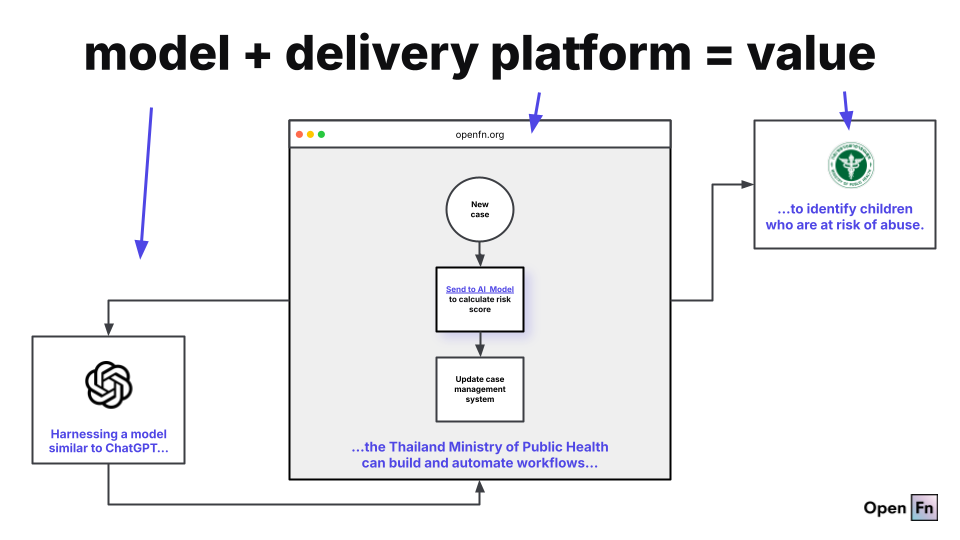 model + delivery platform = value
openfn.org
New
case
Send to AI Model
to calculate risk
score
Update case
management
system
...the Thailand Ministry of Public Health
can build and automate workflows...
Harnessing a model
similar to ChatGPT...
...to identify children
who are at risk of abuse.
Open Fn